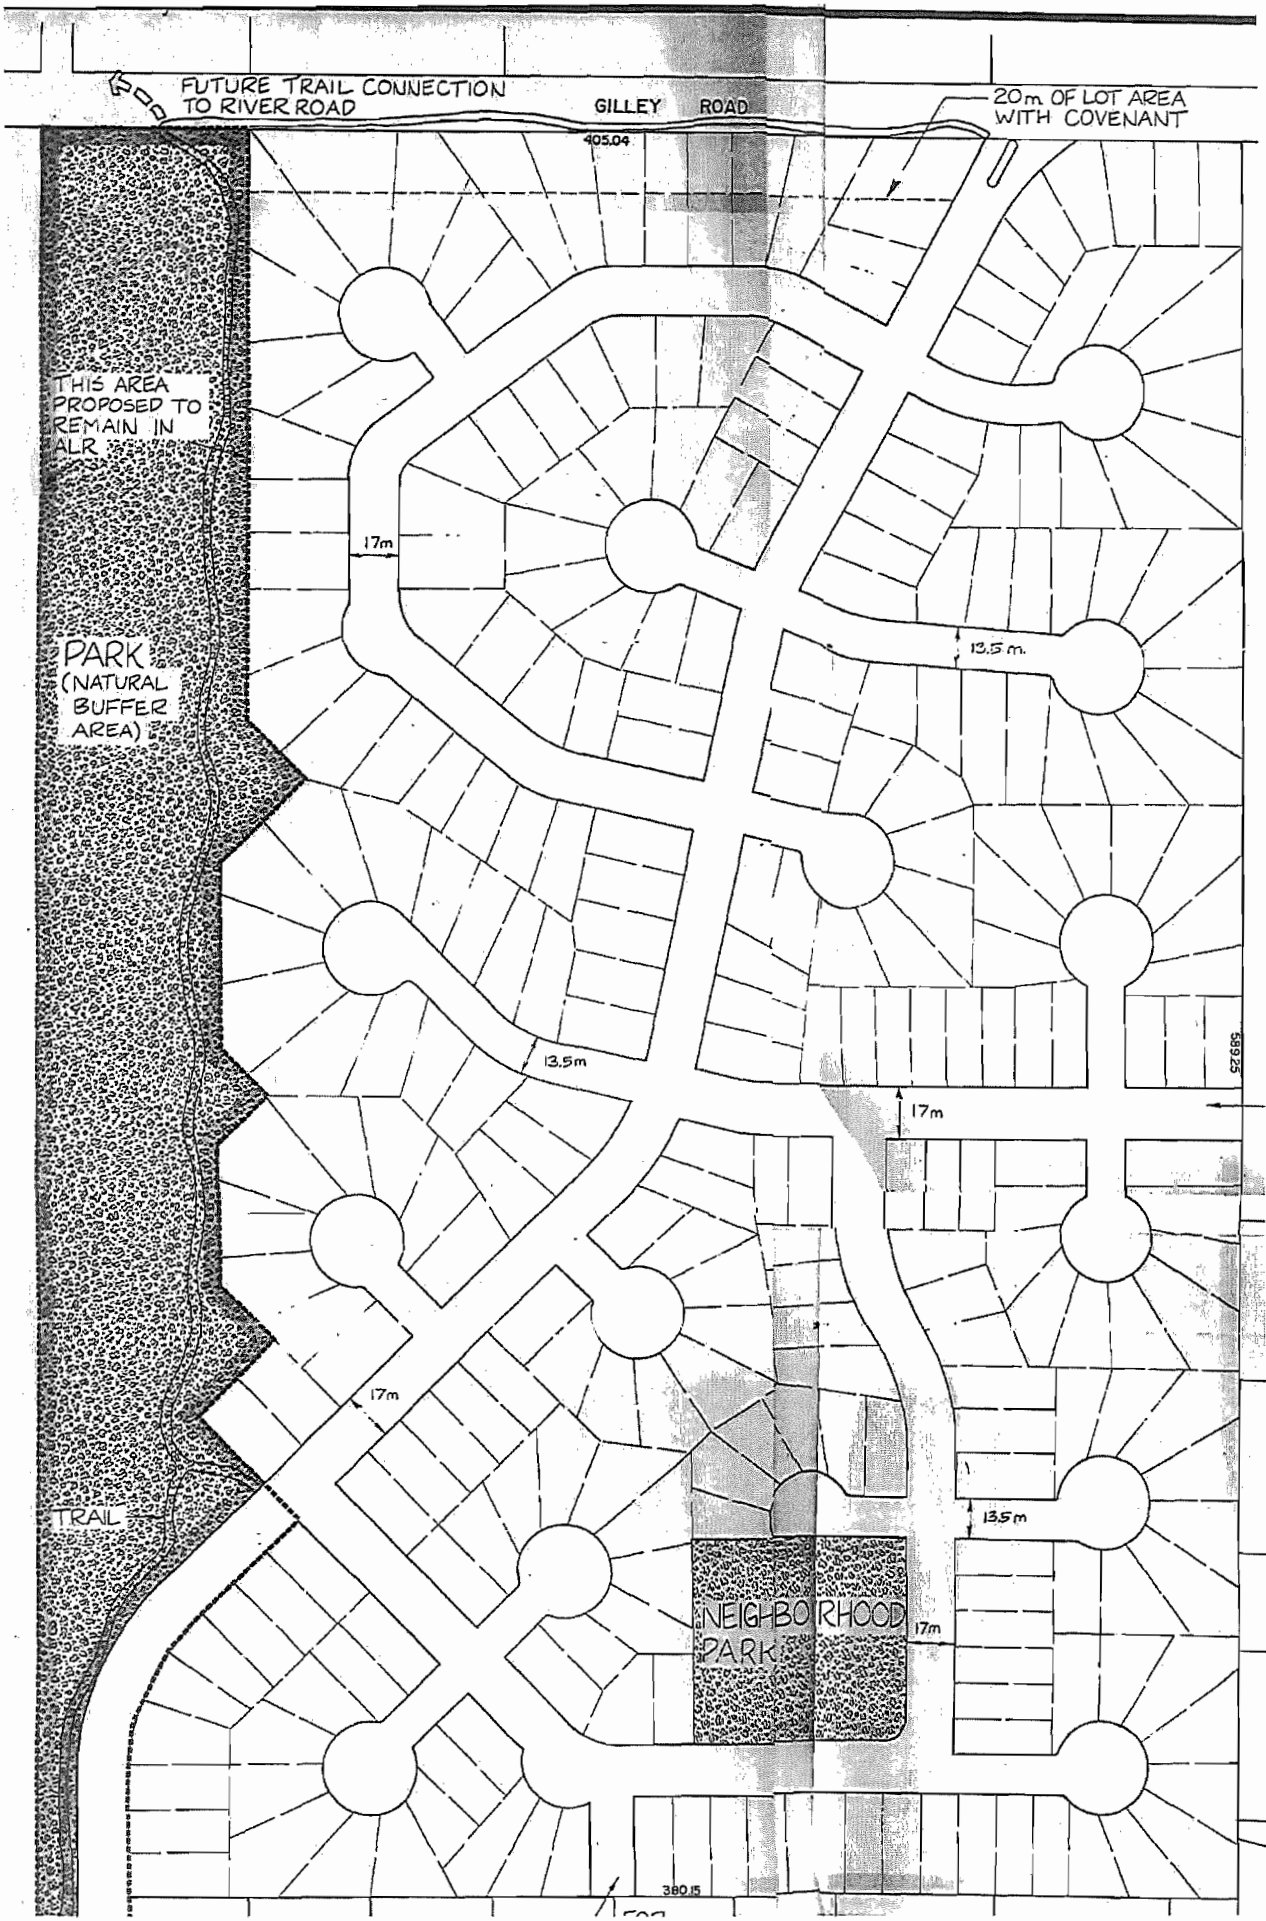 FUTURE TRAIL CONNECTION
TO RIVER ROAD
GILLEY ROAD
20m OF LOT AREA
WITH COVENANT
405.04
THIS AREA
PROPOSED TO
REMAIN IN
ALR
17m
PARK
(NATURAL
BUFFER
AREA)
13.5 m.
589.25
13.5m
17m
17m
TRAIL
13.5m
NEIGHBOURHOOD
PARK
17m
380.15